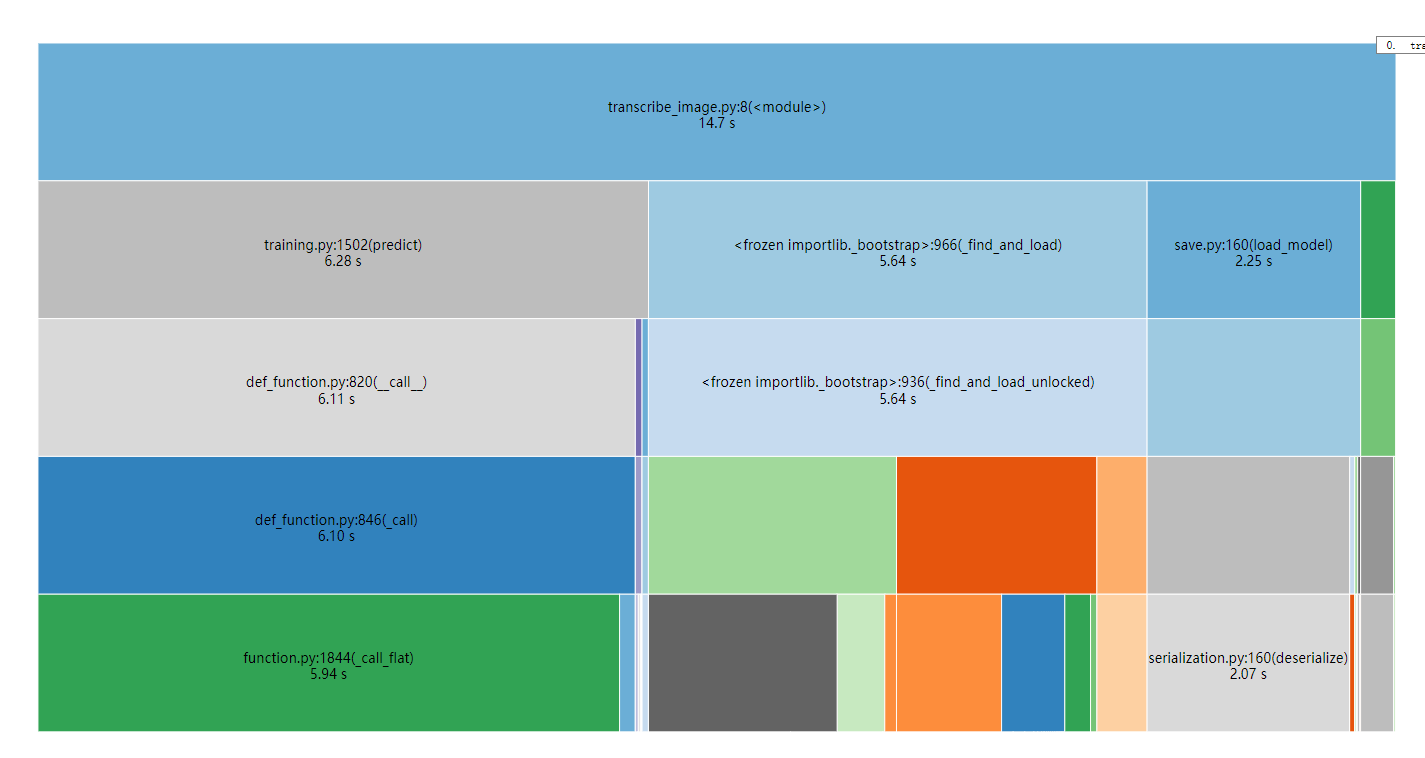 0. tra
transcribe_image.py:8(<module>)
14.7 s
training.py:1502(predict)
6.28 s
<frozen importlib._bootstrap>:966(_find_and_load)
5.64 s
save.py:160(load_model)
2.25 s
def_function.py:820(__call__)
6.11 s
<frozen importlib._bootstrap>:936(_find_and_load_unlocked)
5.64 s
def_function.py:846(_call)
6.10 s
function.py:1844(_call_flat)
5.94 s
serialization.py:160(deserialize)
2.07 s